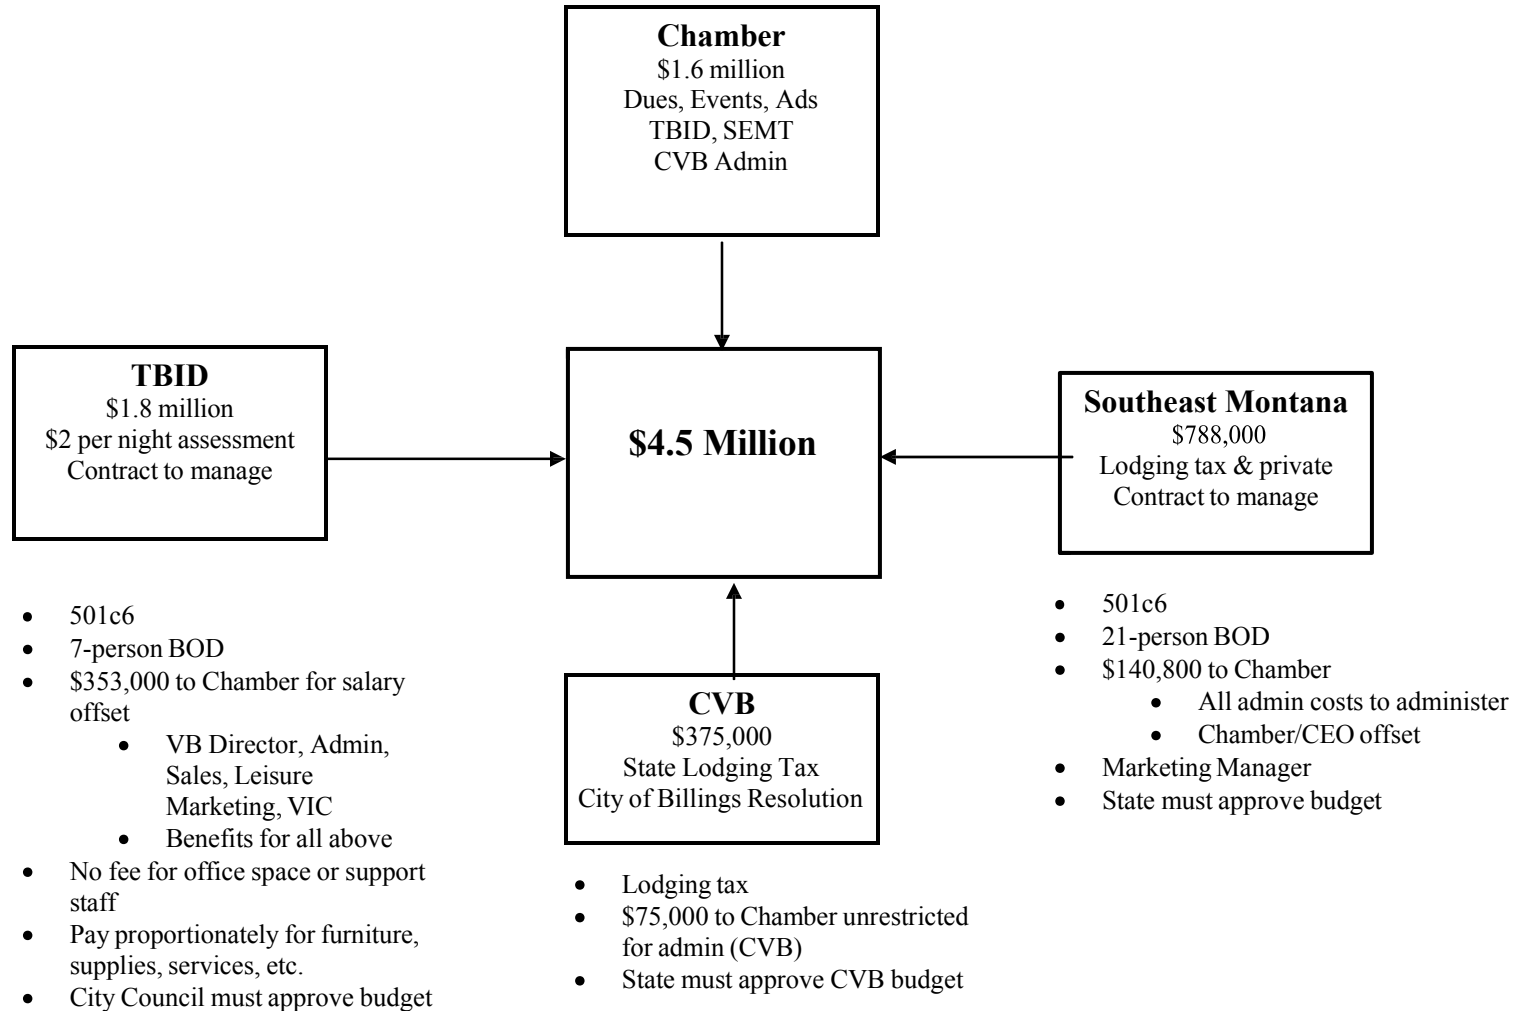 Chamber
$1.6 million
Dues, Events, Ads
TBID, SEMT
CVB Admin
TBID
$1.8 million
$2 per night assessment
Contract to manage
$4.5 Million
Southeast Montana
$788,000
Lodging tax & private
Contract to manage
• 501c6
• 7-person BOD
• $353,000 to Chamber for salary
offset
• VB Director, Admin,
Sales, Leisure
Marketing, VIC
• Benefits for all above
• No fee for office space or support
staff
• Pay proportionately for furniture,
supplies, services, etc.
• City Council must approve budget
CVB
$375,000
State Lodging Tax
City of Billings Resolution
• Lodging tax
• $75,000 to Chamber unrestricted
for admin (CVB)
• State must approve CVB budget
• 501c6
• 21-person BOD
• $140,800 to Chamber
• All admin costs to administer
• Chamber/CEO offset
• Marketing Manager
• State must approve budget